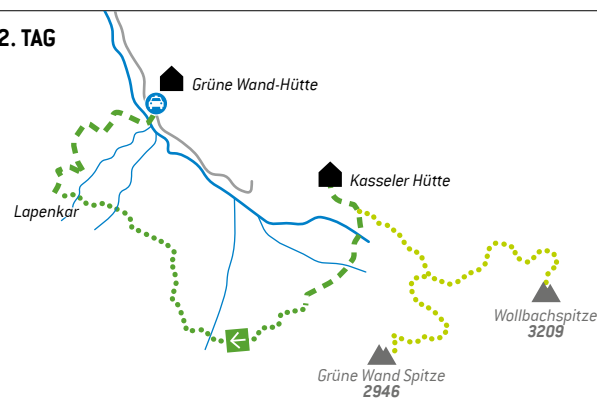 2. TAG
Grüne Wand-Hütte
Kasseler Hütte
Lapenkar
Wollbachspitze
3209
Grüne Wand Spitze
2946